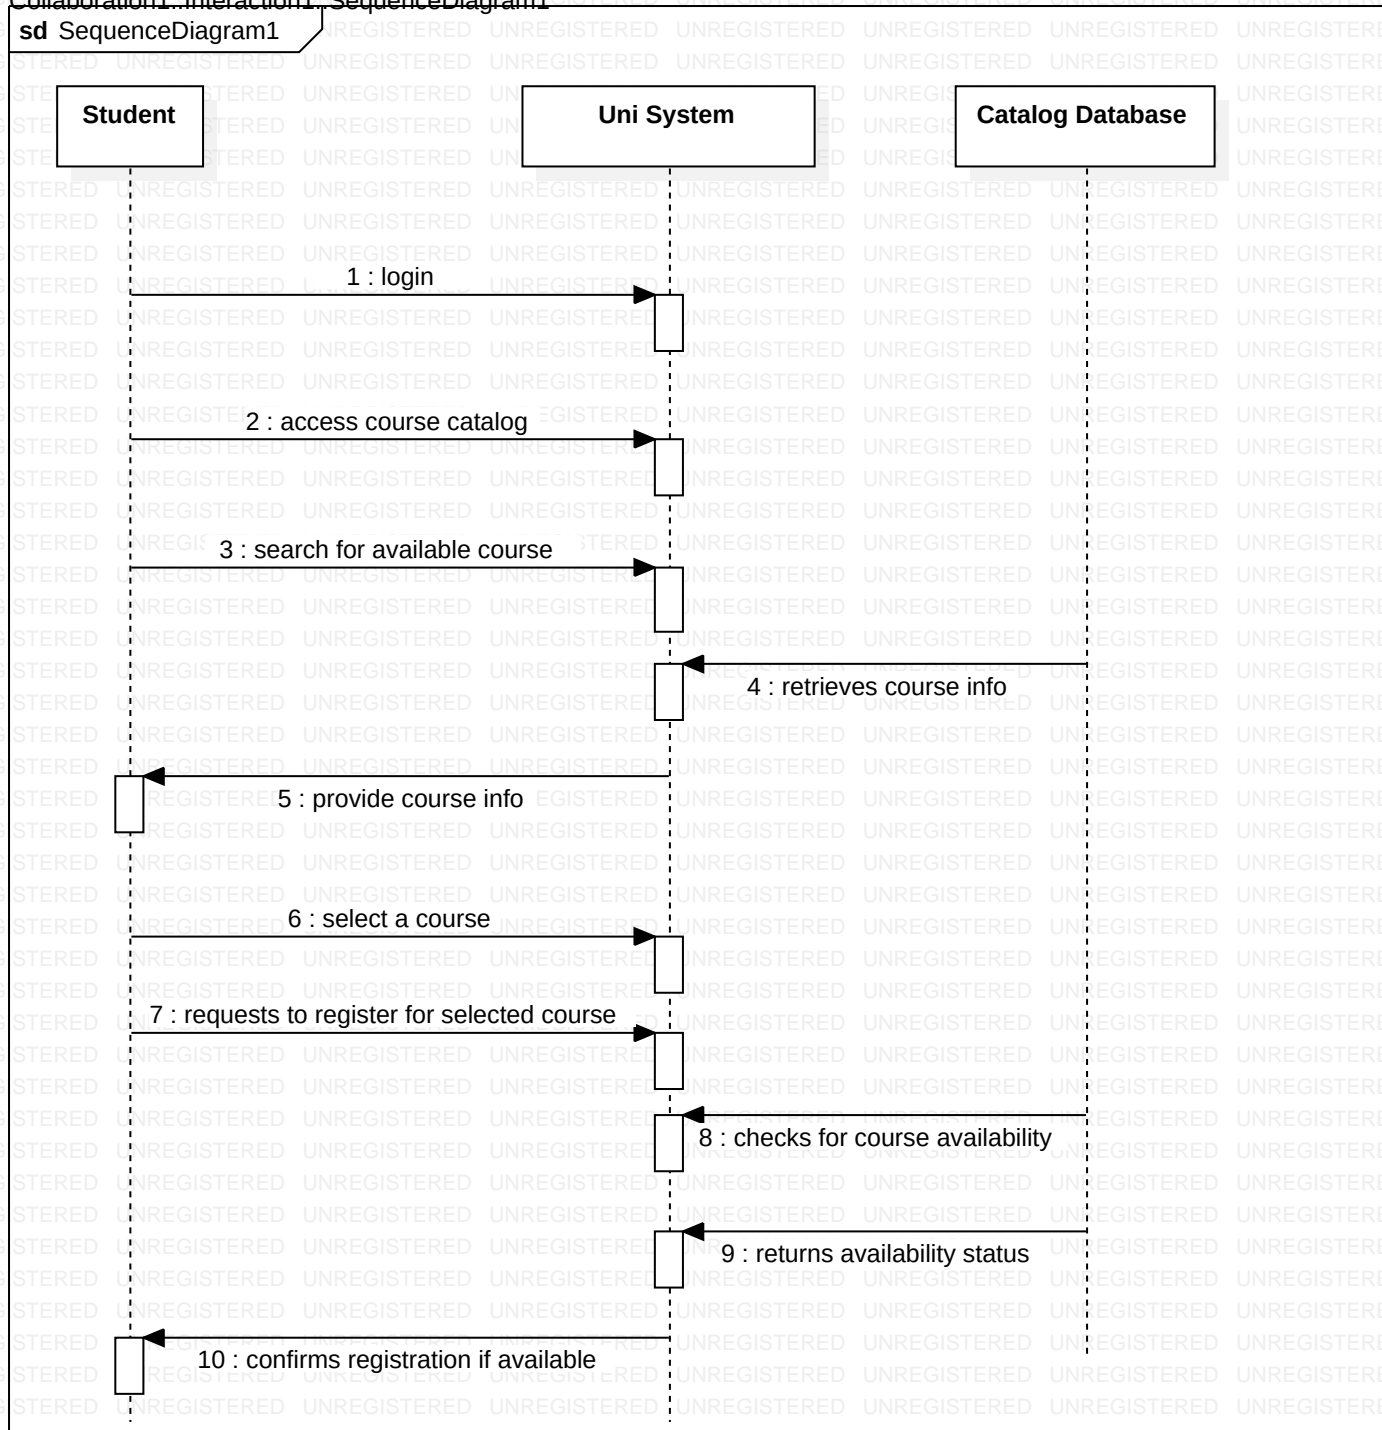 Collaboration1::Interaction1::SequenceDiagram1
sd SequenceDiagram1
Student
Uni System
Catalog Database
1 : login
2 : access course catalog
3 : search for available course
4 : retrieves course info
5 : provide course info
6 : select a course
7 : requests to register for selected course
8 : checks for course availability
9 : returns availability status
10 : confirms registration if available
UNREGISTERED